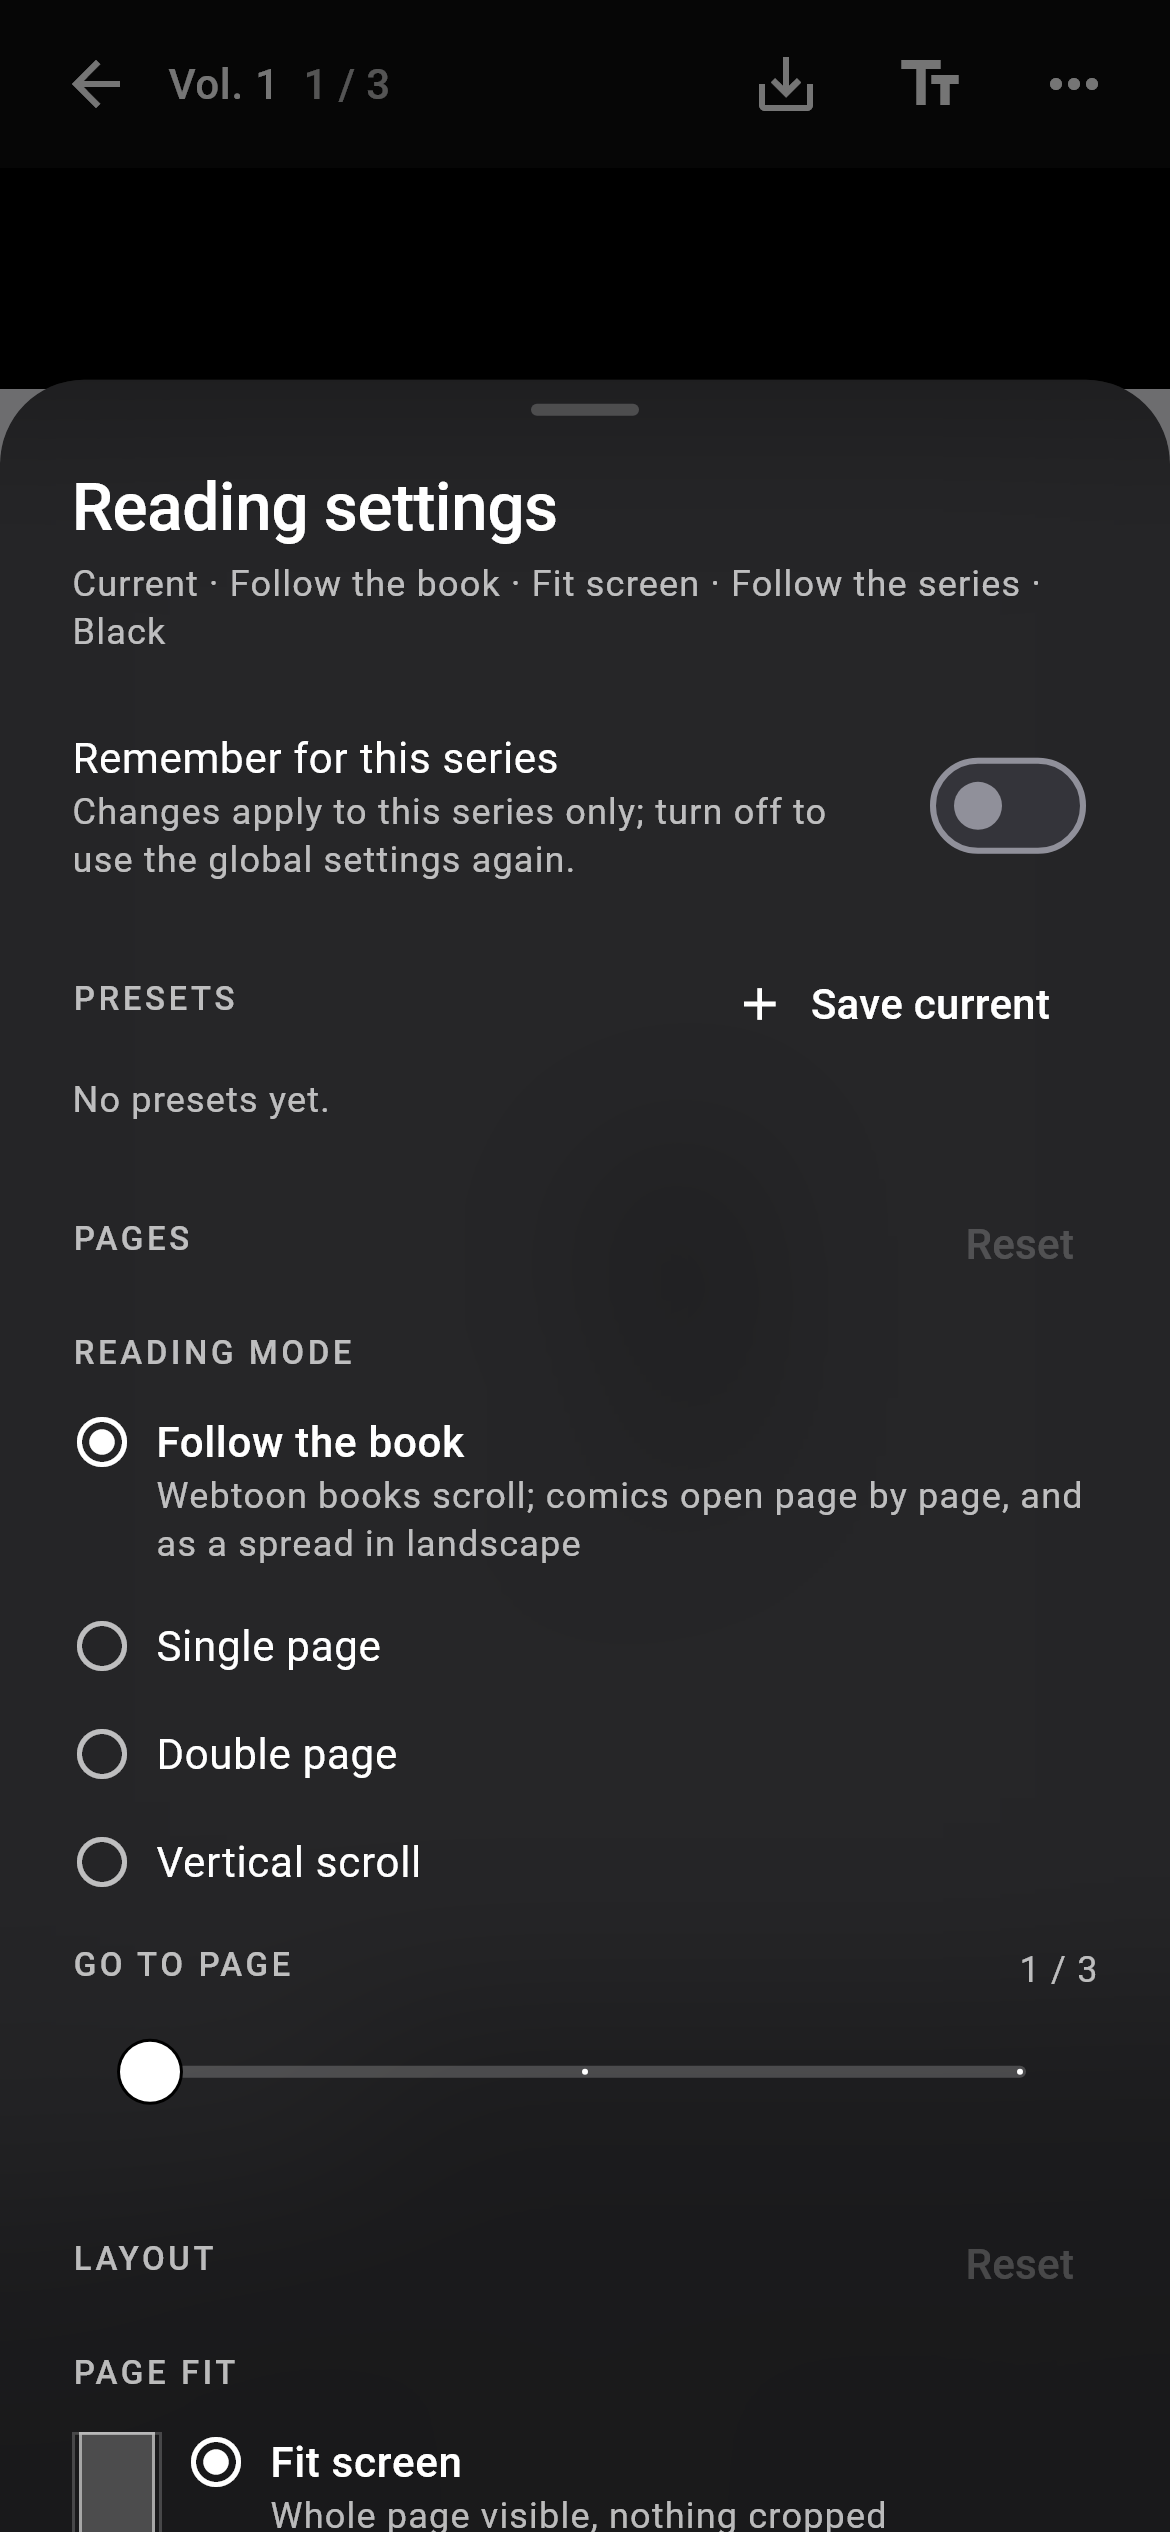 Vol. 1 1 / 3
Reading settings
Current · Follow the book · Fit screen · Follow the series ·
Black
Remember for this series
Changes apply to this series only; turn off to
use the global settings again.
PRESETS
Save current
No presets yet.
PAGES
Reset
READING MODE
Follow the book
Webtoon books scroll; comics open page by page, and
as a spread in landscape
Single page
Double page
Vertical scroll
GO TO PAGE
1 / 3
LAYOUT
Reset
PAGE FIT
Fit screen
Whole page visible, nothing cropped